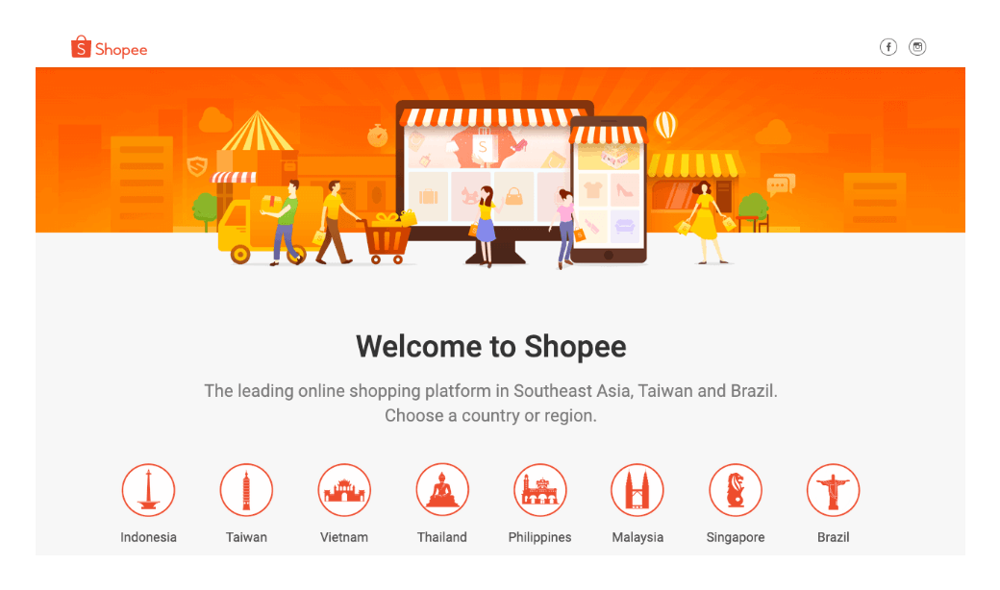 Shopee
Welcome to Shopee
The leading online shopping platform in Southeast Asia, Taiwan and Brazil.
Choose a country or region.
Indonesia
Taiwan
Vietnam
Thailand
Philippines
Malaysia
Singapore
Brazil